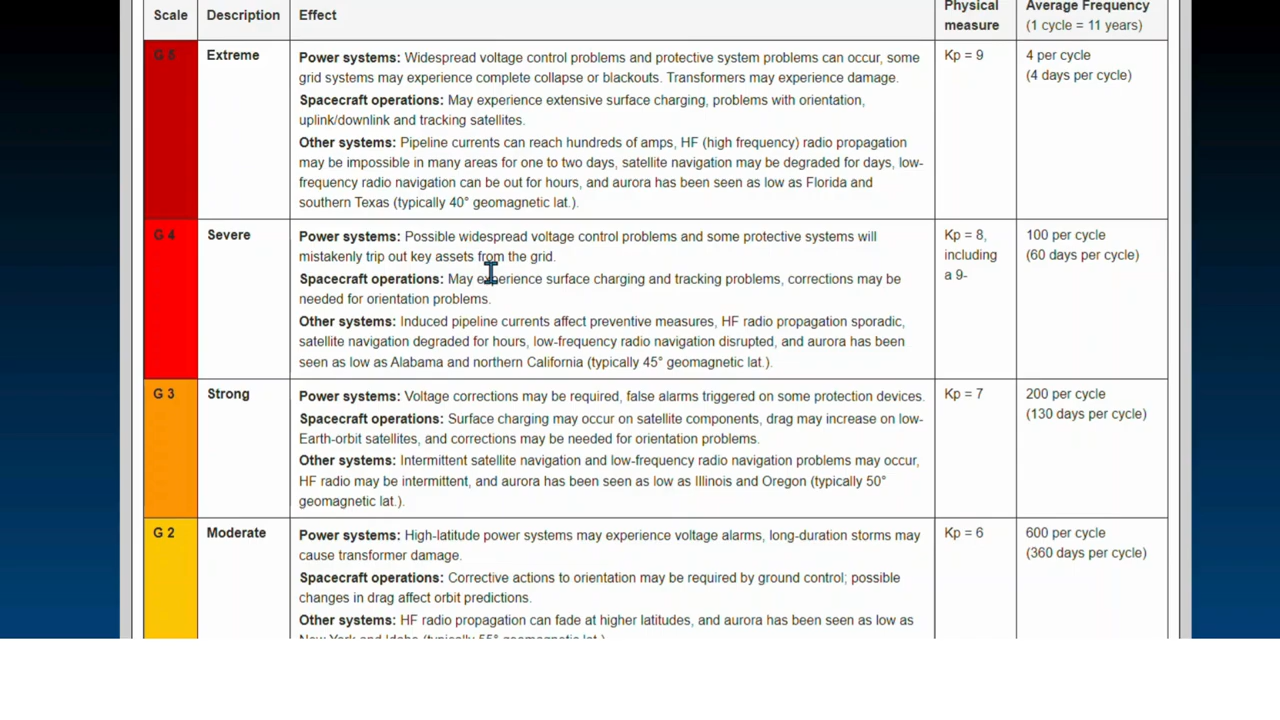 Scale Description Effect Physical measure Average Frequency (1 cycle = 11 years)
G 5 Extreme
Power systems: Widespread voltage control problems and protective system problems can occur, some
grid systems may experience complete collapse or blackouts. Transformers may experience damage.
Spacecraft operations: May experience extensive surface charging, problems with orientation,
uplink/downlink and tracking satellites.
Other systems: Pipeline currents can reach hundreds of amps, HF (high frequency) radio propagation
may be impossible in many areas for one to two days, satellite navigation may be degraded for days, low-
frequency radio navigation can be out for hours, and aurora has been seen as low as Florida and
southern Texas (typically 40° geomagnetic lat.).
Kp = 9
4 per cycle
(4 days per cycle)
G 4 Severe
Power systems: Possible widespread voltage control problems and some protective systems will
mistakenly trip out key assets from the grid.
Spacecraft operations: May experience surface charging and tracking problems, corrections may be
needed for orientation problems.
Other systems: Induced pipeline currents affect preventive measures, HF radio propagation sporadic,
satellite navigation degraded for hours, low-frequency radio navigation disrupted, and aurora has been
seen as low as Alabama and northern California (typically 45° geomagnetic lat.).
Kp = 8,
including
a 9-
100 per cycle
(60 days per cycle)
G 3 Strong
Power systems: Voltage corrections may be required, false alarms triggered on some protection devices.
Spacecraft operations: Surface charging may occur on satellite components, drag may increase on low-
Earth-orbit satellites, and corrections may be needed for orientation problems.
Other systems: Intermittent satellite navigation and low-frequency radio navigation problems may occur,
HF radio may be intermittent, and aurora has been seen as low as Illinois and Oregon (typically 50°
geomagnetic lat.).
Kp = 7
200 per cycle
(130 days per cycle)
G 2 Moderate
Power systems: High-latitude power systems may experience voltage alarms, long-duration storms may
cause transformer damage.
Spacecraft operations: Corrective actions to orientation may be required by ground control; possible
changes in drag affect orbit predictions.
Other systems: HF radio propagation can fade at higher latitudes, and aurora has been seen as low as
New York and Idaho (typically 55° geomagnetic lat.).
Kp = 6
600 per cycle
(360 days per cycle)